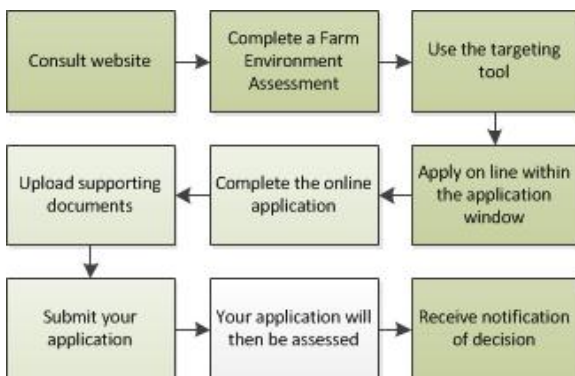 Consult website
Complete a Farm
Environment
Assessment
Use the targeting
tool
Apply on line within
the application
window
Complete the online
application
Upload supporting
documents
Submit your
application
Your application will
then be assessed
Receive notification
of decision